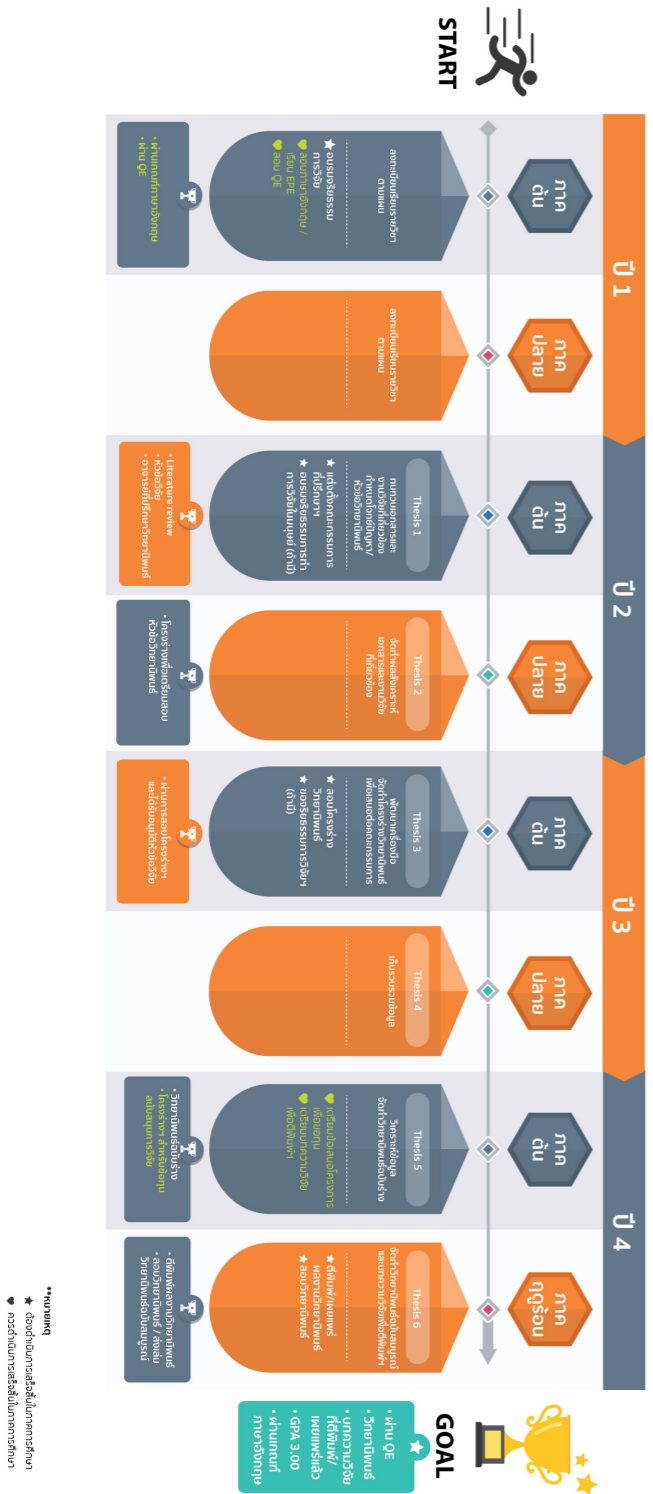 START
ปี 1
ภาค
ต้น
ลงทะเบียนเรียนรายวิชา
ตามแผน
★ อบรมจริยธรรม
การวิจัย
♥ สอบภาษาอังกฤษ /
เรียน EPE
♥ สอบ QE
• ผ่านเกณฑ์ภาษาอังกฤษ
• ผ่าน QE
ภาค
ปลาย
ลงทะเบียนเรียนรายวิชา
ตามแผน
ปี 2
ภาค
ต้น
Thesis 1
ทบทวนเอกสารและ
งานวิจัยที่เกี่ยวข้อง
กำหนดโจทย์ปัญหา/
หัวข้อวิทยานิพนธ์
★ แต่งตั้งคณะกรรมการ
ที่ปรึกษาฯ
★ อบรมจริยธรรมการทำ
การวิจัยในมนุษย์ (ถ้ามี)
• Literature review
• หัวข้อวิจัย
• อาจารย์ที่ปรึกษาวิทยานิพนธ์
ภาค
ปลาย
Thesis 2
จัดทำผลสังเคราะห์
เอกสารและงานวิจัย
ที่เกี่ยวข้อง
• โครงร่างเพื่อเตรียมสอบ
หัวข้อวิทยานิพนธ์
ปี 3
ภาค
ต้น
Thesis 3
พัฒนาเครื่องมือ
จัดทำโครงร่างวิทยานิพนธ์
เพื่อเสนอต่อคณะกรรมการ
★ สอบโครงร่าง
วิทยานิพนธ์
★ ขอจริยธรรมการวิจัยฯ
(ถ้ามี)
• ผ่านการสอบโครงร่างฯ
และได้รับอนุมัติหัวข้อวิจัย
ภาค
ปลาย
Thesis 4
เก็บรวบรวมข้อมูล
ปี 4
ภาค
ต้น
Thesis 5
วิเคราะห์ข้อมูล
จัดทำวิทยานิพนธ์ฉบับร่าง
♥ เตรียมข้อเสนอโครงการ
เพื่อขอทุน
♥ เตรียมบทความวิจัย
เพื่อตีพิมพ์ฯ
• วิทยานิพนธ์ฉบับร่าง
• โครงร่างฯ สำหรับขอทุน
สนับสนุนการวิจัย
ภาค
ฤดูร้อน
Thesis 6
จัดทำวิทยานิพนธ์ฉบับสมบูรณ์
และบทความวิจัยเพื่อตีพิมพ์ฯ
★ ตีพิมพ์/เผยแพร่
ผลงานวิทยานิพนธ์
★ สอบวิทยานิพนธ์
• ตีพิมพ์ผลงานวิทยานิพนธ์
• สอบวิทยานิพนธ์ / ส่งเล่ม
วิทยานิพนธ์ฉบับสมบูรณ์
GOAL
• ผ่าน QE
• วิทยานิพนธ์
• บทความวิจัย
ที่ตีพิมพ์/
เผยแพร่แล้ว
• GPA 3.00
• ผ่านเกณฑ์
ภาษาอังกฤษ
**หมายเหตุ
★ ต้องดำเนินการเสร็จสิ้นในภาคการศึกษา
♥ ควรดำเนินการเสร็จสิ้นในภาคการศึกษา